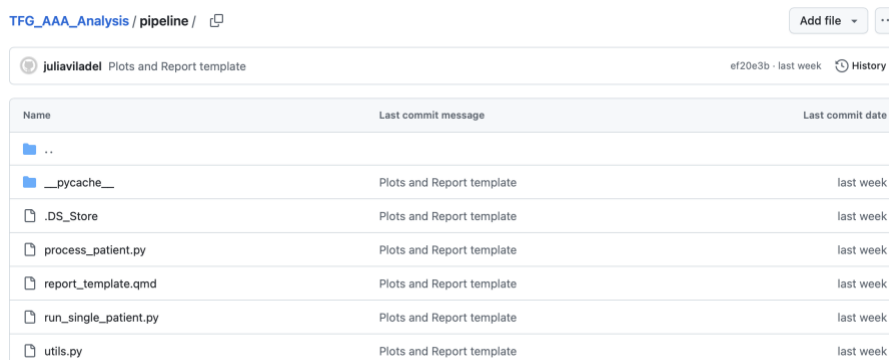 TFG_AAA_Analysis / pipeline /
Add file
juliaviladel Plots and Report template ef20e3b · last week History
Name Last commit message Last commit date
..
__pycache__ Plots and Report template last week
.DS_Store Plots and Report template last week
process_patient.py Plots and Report template last week
report_template.qmd Plots and Report template last week
run_single_patient.py Plots and Report template last week
utils.py Plots and Report template last week